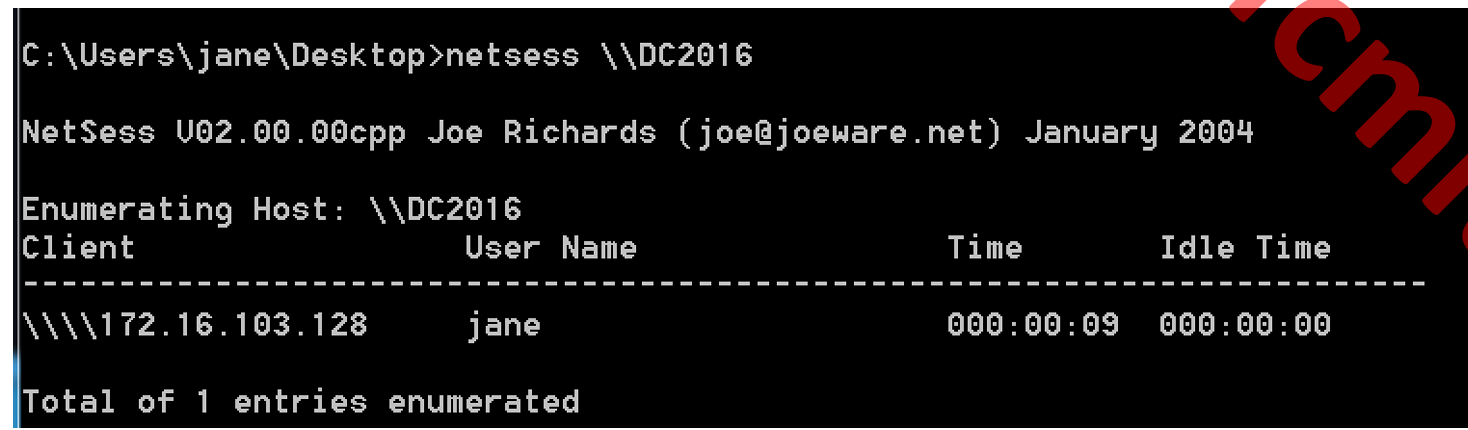 C:\Users\jane\Desktop>netsess \\DC2016
NetSess V02.00.00cpp Joe Richards (joe@joeware.net) January 2004
Enumerating Host: \\DC2016
Client User Name Time Idle Time
-------------------------------------------------------------------------
\\\\172.16.103.128 jane 000:00:09 000:00:00
Total of 1 entries enumerated